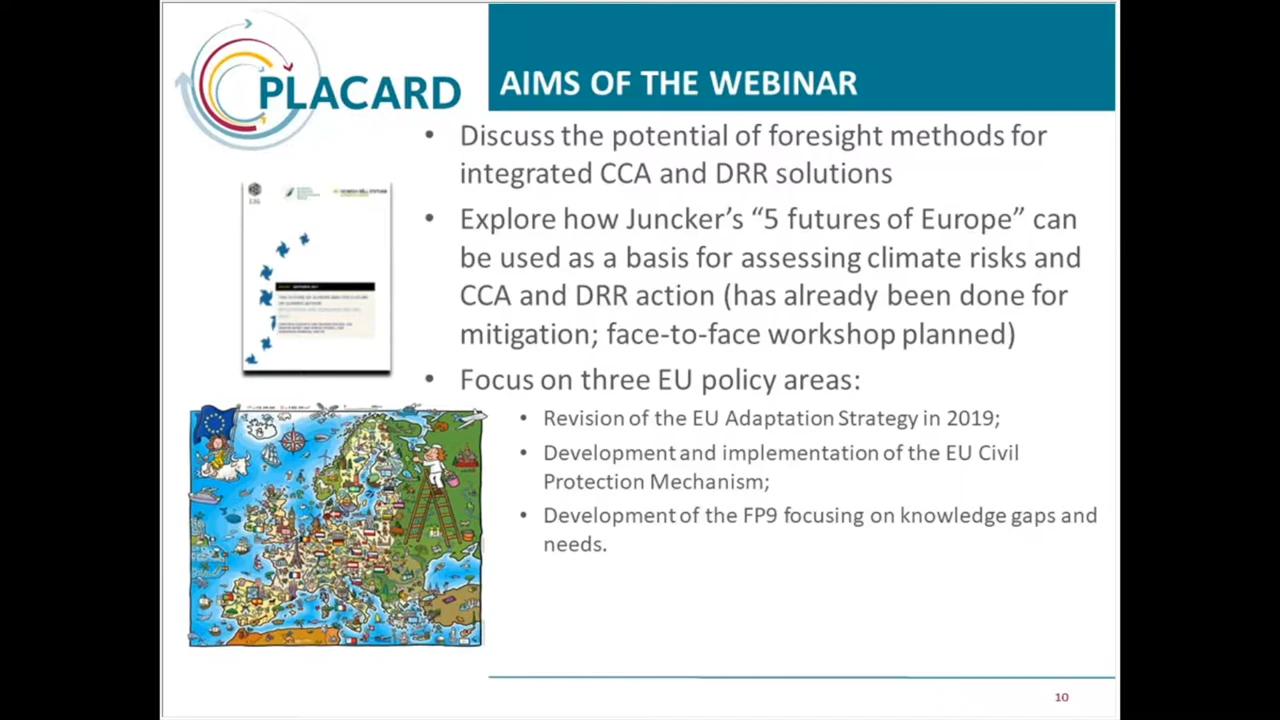 PLACARD
AIMS OF THE WEBINAR
• Discuss the potential of foresight methods for
integrated CCA and DRR solutions
• Explore how Juncker’s “5 futures of Europe” can
be used as a basis for assessing climate risks and
CCA and DRR action (has already been done for
mitigation; face-to-face workshop planned)
• Focus on three EU policy areas:
• Revision of the EU Adaptation Strategy in 2019;
• Development and implementation of the EU Civil
Protection Mechanism;
• Development of the FP9 focusing on knowledge gaps and
needs.
10